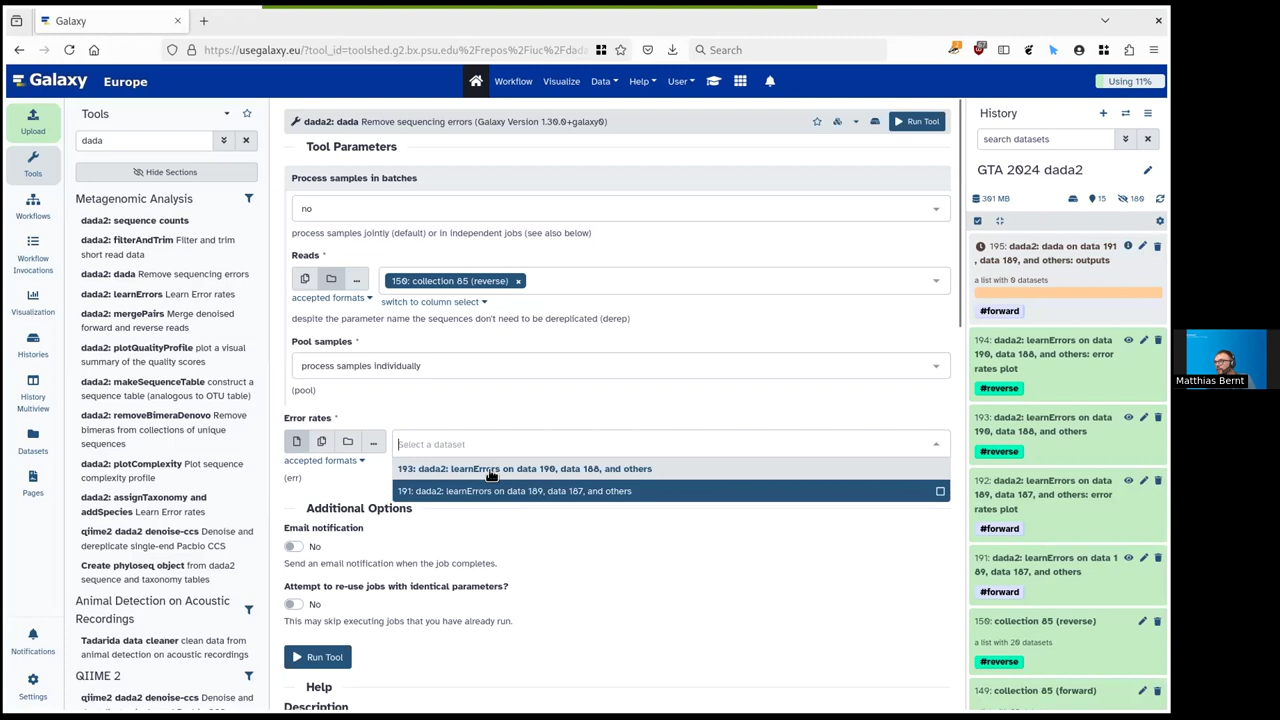 Galaxy
https://usegalaxy.eu/?tool_id=toolshed.g2.bx.psu.edu%2Frepos%2Fiuc%2Fdada
Search
Galaxy Europe
Workflow Visualize Data Help User
Using 11%
Upload
Tools
Workflows
Workflow
Invocations
Visualization
Histories
History
Multiview
Datasets
Pages
Notifications
Settings
Tools
dada
Hide Sections
Metagenomic Analysis
dada2: sequence counts
dada2: filterAndTrim Filter and trim
short read data
dada2: dada Remove sequencing errors
dada2: learnErrors Learn Error rates
dada2: mergePairs Merge denoised
forward and reverse reads
dada2: plotQualityProfile plot a visual
summary of the quality scores
dada2: makeSequenceTable construct a
sequence table (analogous to OTU table)
dada2: removeBimeraDenovo Remove
bimeras from collections of unique
sequences
dada2: plotComplexity Plot sequence
complexity profile
dada2: assignTaxonomy and
addSpecies Learn Error rates
qiime2 dada2 denoise-ccs Denoise and
dereplicate single-end Pacbio CCS
Create phyloseq object from dada2
sequence and taxonomy tables
Animal Detection on Acoustic
Recordings
Tadarida data cleaner clean data from
animal detection on acoustic recordings
QIIME 2
qiime2 dada2 denoise-ccs Denoise and
dada2: dada Remove sequencing errors (Galaxy Version 1.30.0+galaxy0)
Run Tool
Tool Parameters
Process samples in batches
no
process samples jointly (default) or in independent jobs (see also below)
Reads *
150: collection 85 (reverse) ×
accepted formats switch to column select
despite the parameter name the sequences don't need to be dereplicated (derep)
Pool samples *
process samples individually
(pool)
Error rates *
Select a dataset
accepted formats
193: dada2: learnErrors on data 190, data 188, and others
(err)
191: dada2: learnErrors on data 189, data 187, and others
Additional Options
Email notification
No
Send an email notification when the job completes.
Attempt to re-use jobs with identical parameters?
No
This may skip executing jobs that you have already run.
Run Tool
Help
Description
History
search datasets
GTA 2024 dada2
301 MB 15 180
195: dada2: dada on data 191
, data 189, and others: outputs
a list with 0 datasets
#forward
194: dada2: learnErrors on data
190, data 188, and others: error
rates plot
#reverse
193: dada2: learnErrors on data
190, data 188, and others
#reverse
192: dada2: learnErrors on data
189, data 187, and others: error
rates plot
#forward
191: dada2: learnErrors on data 1
89, data 187, and others
#forward
150: collection 85 (reverse)
a list with 20 datasets
#reverse
149: collection 85 (forward)
Matthias Bernt